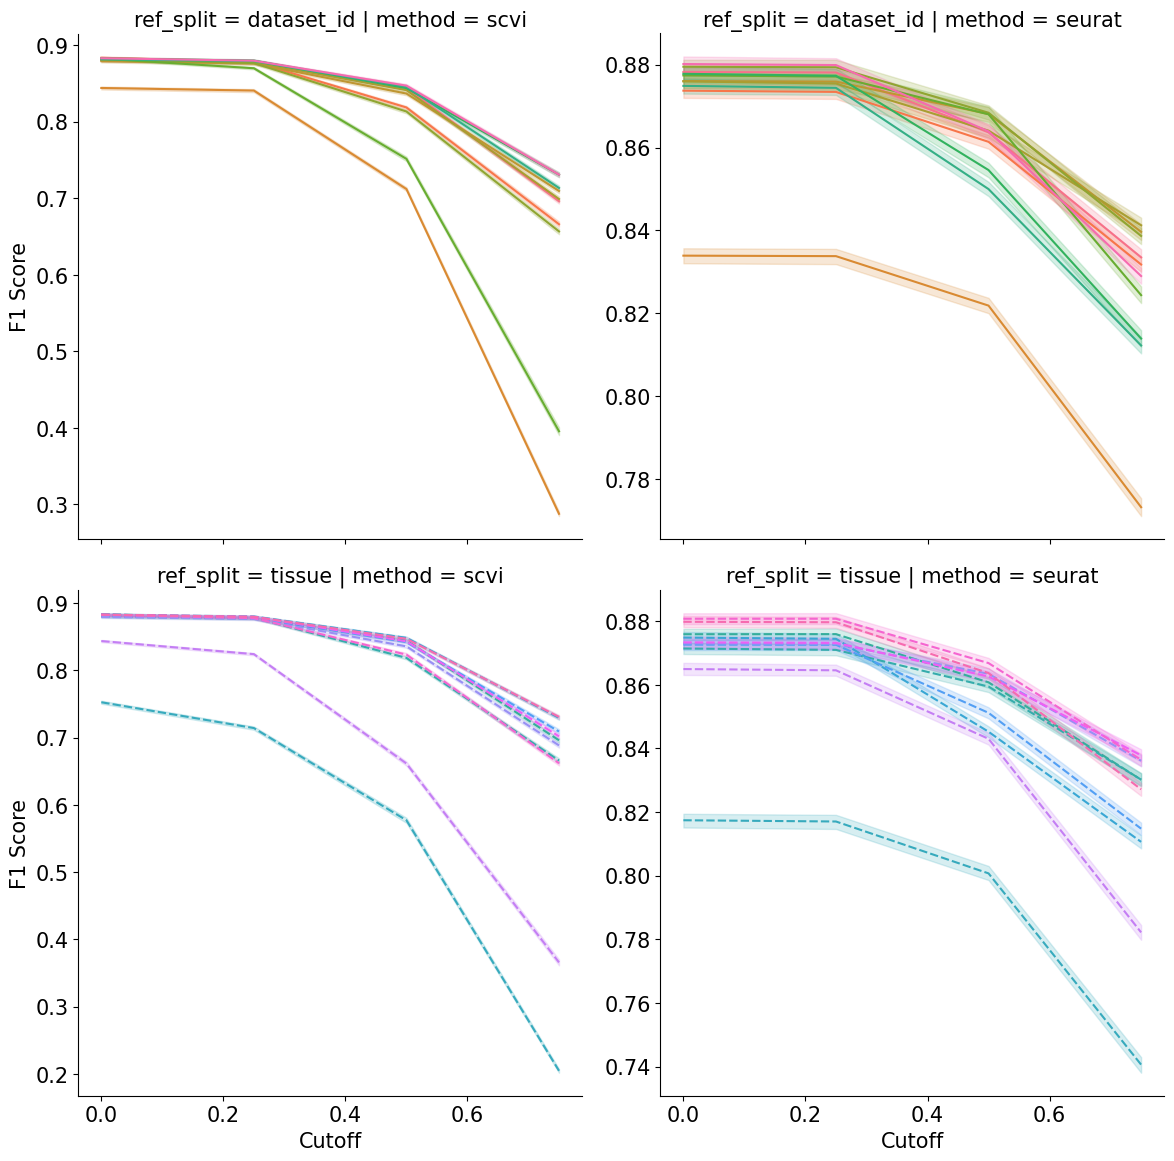 ref_split = dataset_id | method = scvi
ref_split = dataset_id | method = seurat
0.9
0.8
0.7
0.6
0.5
0.4
0.3
F1 Score
0.88
0.86
0.84
0.82
0.80
0.78
ref_split = tissue | method = scvi
ref_split = tissue | method = seurat
0.9
0.8
0.7
0.6
0.5
0.4
0.3
0.2
F1 Score
0.0 0.2 0.4 0.6
Cutoff
0.88
0.86
0.84
0.82
0.80
0.78
0.76
0.74
0.0 0.2 0.4 0.6
Cutoff